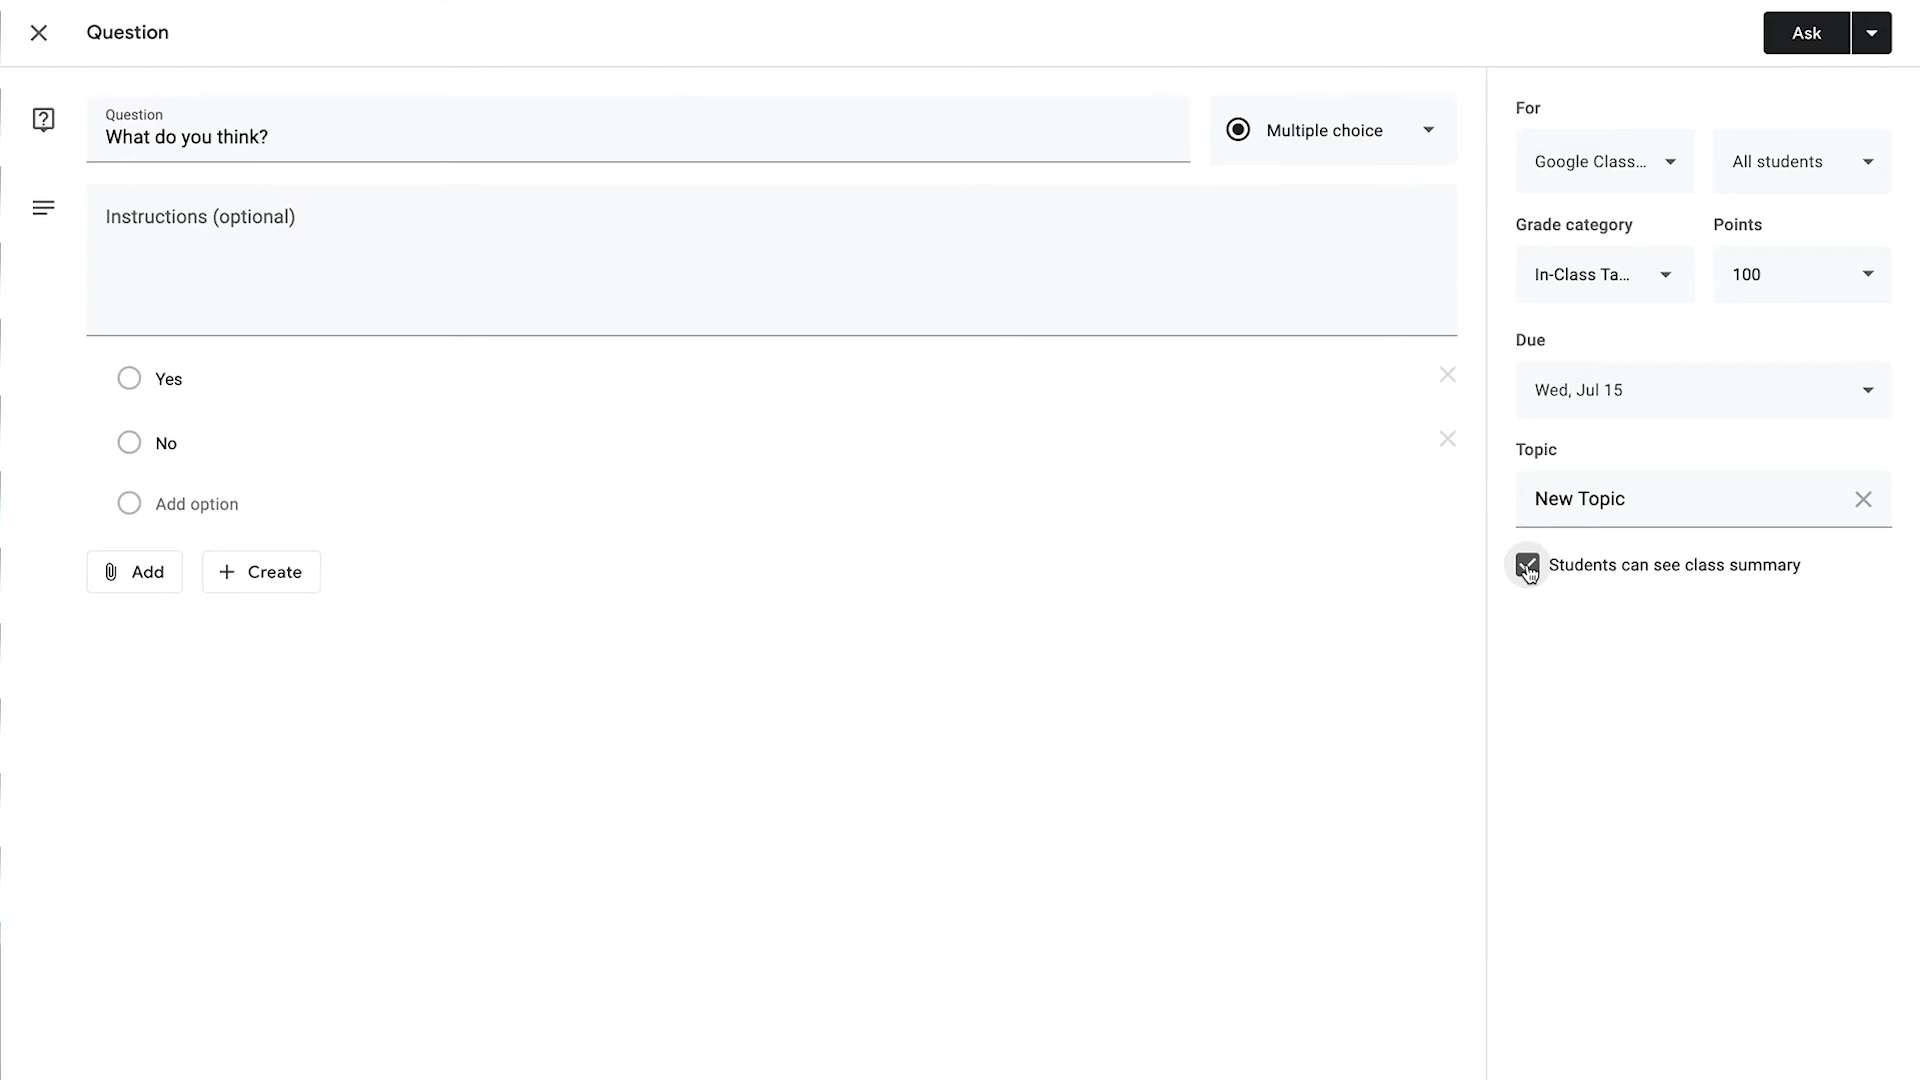 Question
Ask
Question
What do you think?
Multiple choice
Instructions (optional)
Yes
No
Add option
Add
Create
For
Google Class...
All students
Grade category
Points
In-Class Ta...
100
Due
Wed, Jul 15
Topic
New Topic
Students can see class summary